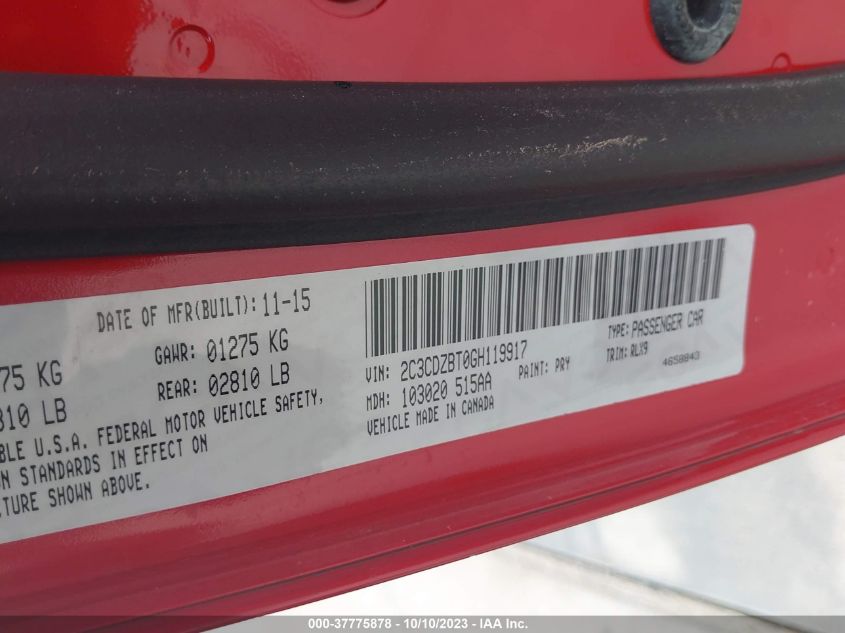 DATE OF MFR(BUILT): 11-15
GAWR: 01275 KG
75 KG
REAR: 02810 LB
810 LB
BLE U.S.A. FEDERAL MOTOR VEHICLE SAFETY,
ON STANDARDS IN EFFECT ON
CTURE SHOWN ABOVE.
VIN: 2C3CDZBT0GH119917
TYPE: PASSENGER CAR
MDH: 103020 515AA
PAINT: PRY
TRIM: RLX9
VEHICLE MADE IN CANADA
4658843
000-37775878 - 10/10/2023 - IAA Inc.